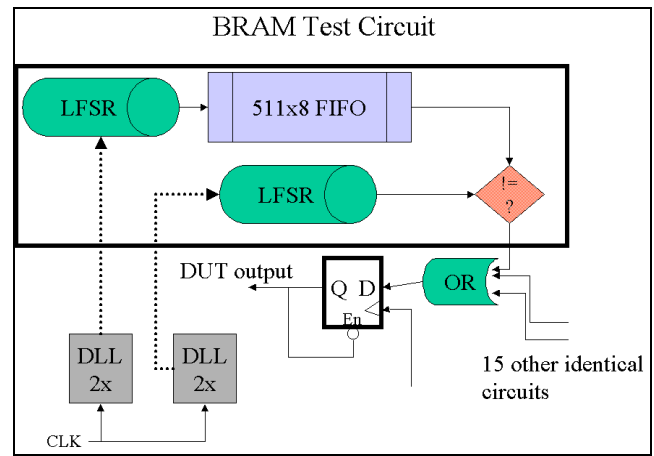 BRAM Test Circuit
LFSR
511x8 FIFO
LFSR
!=
?
DUT output
Q D
En
OR
DLL
2x
DLL
2x
15 other identical
circuits
CLK